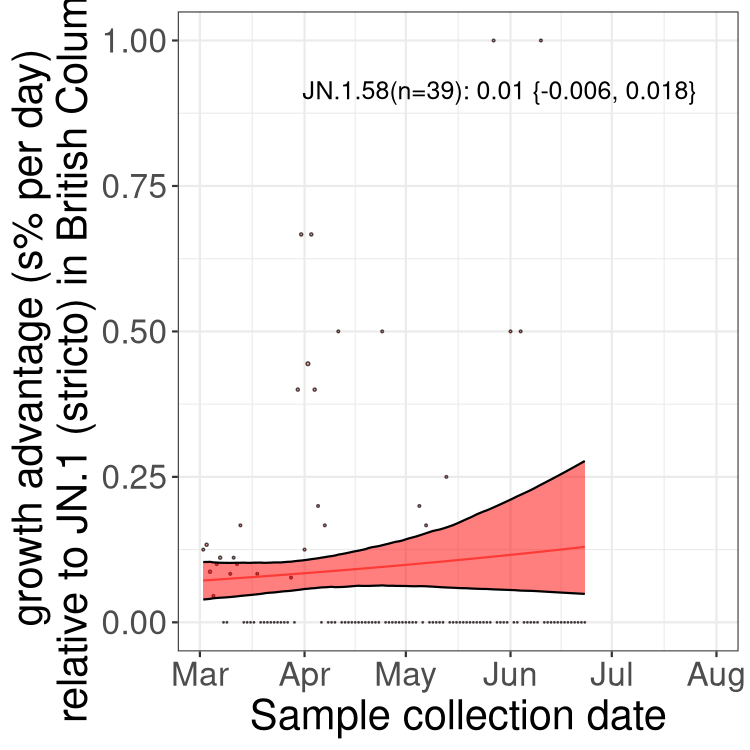 growth advantage (s% per day)
relative to JN.1 (stricto) in British Colum
1.00
0.75
0.50
0.25
0.00
JN.1.58(n=39): 0.01 {-0.006, 0.018}
Mar Apr May Jun Jul Aug
Sample collection date